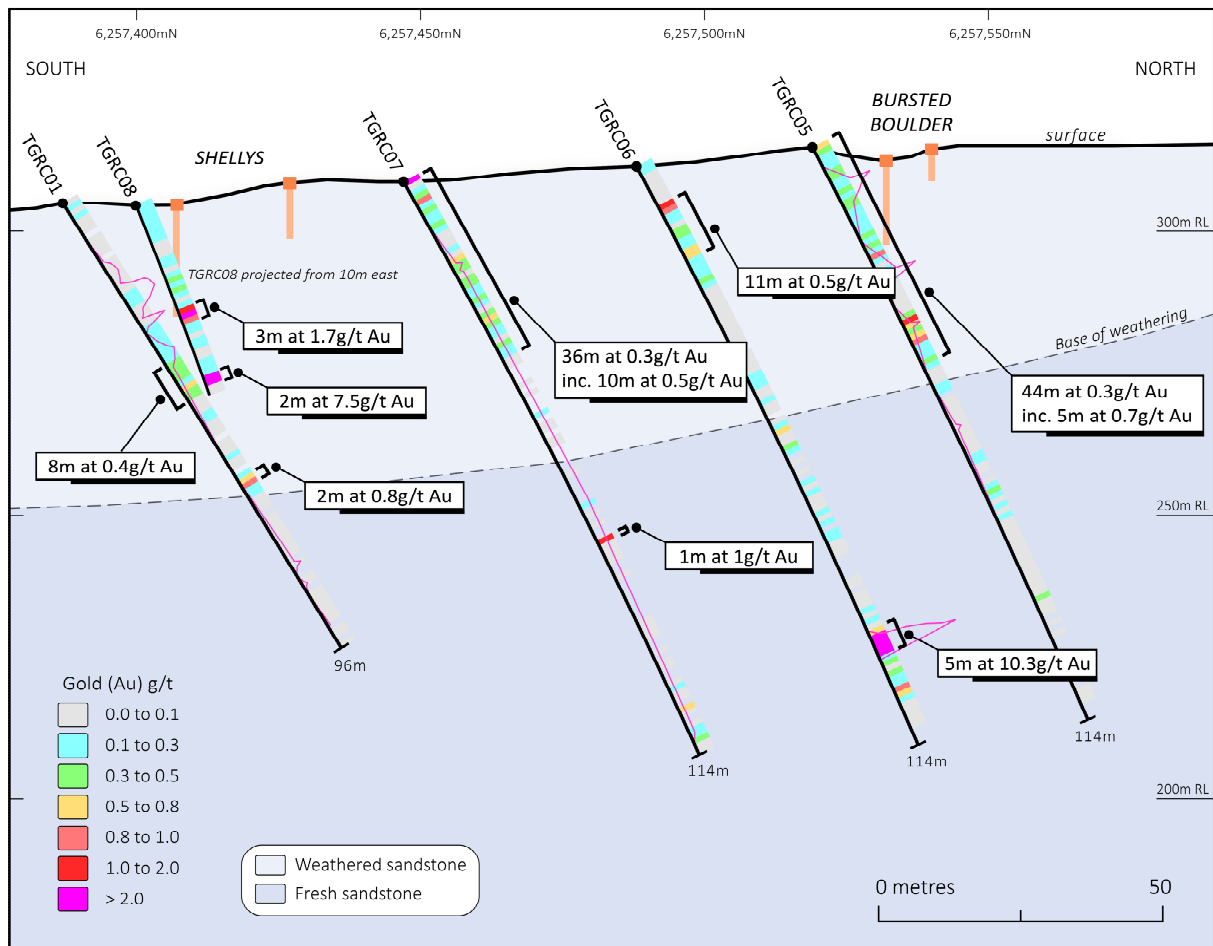 6,257,400mN
6,257,450mN
6,257,500mN
6,257,550mN
SOUTH
NORTH
TGRC01
TGRC08
SHELLYS
TGRC07
TGRC06
TGRC05
BURSTED
BOULDER
surface
300m RL
TGRC08 projected from 10m east
11m at 0.5g/t Au
3m at 1.7g/t Au
Base of weathering
36m at 0.3g/t Au
inc. 10m at 0.5g/t Au
2m at 7.5g/t Au
44m at 0.3g/t Au
inc. 5m at 0.7g/t Au
8m at 0.4g/t Au
2m at 0.8g/t Au
250m RL
1m at 1g/t Au
96m
5m at 10.3g/t Au
114m
114m
114m
200m RL
Gold (Au) g/t
0.0 to 0.1
0.1 to 0.3
0.3 to 0.5
0.5 to 0.8
0.8 to 1.0
1.0 to 2.0
> 2.0
Weathered sandstone
Fresh sandstone
0 metres 50